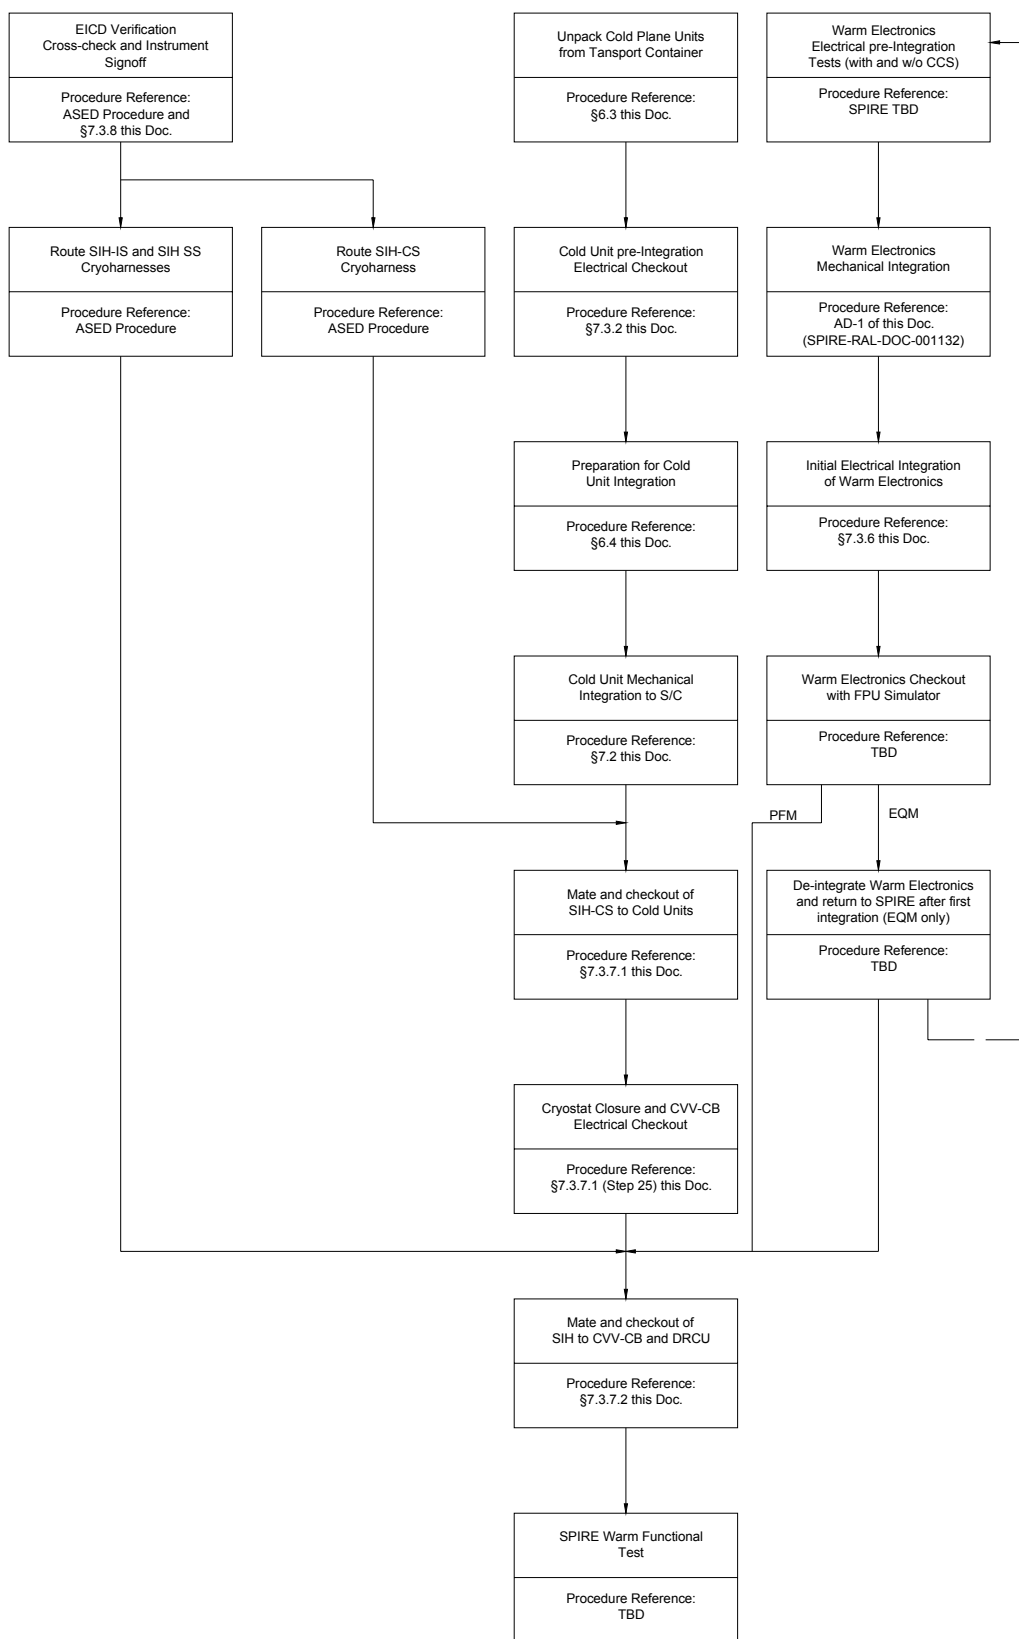 EICD Verification
Cross-check and Instrument
Signoff
Procedure Reference:
ASED Procedure and
§7.3.8 this Doc.
Unpack Cold Plane Units
from Tansport Container
Procedure Reference:
§6.3 this Doc.
Warm Electronics
Electrical pre-Integration
Tests (with and w/o CCS)
Procedure Reference:
SPIRE TBD
Route SIH-IS and SIH SS
Cryoharnesses
Procedure Reference:
ASED Procedure
Route SIH-CS
Cryoharness
Procedure Reference:
ASED Procedure
Cold Unit pre-Integration
Electrical Checkout
Procedure Reference:
§7.3.2 this Doc.
Warm Electronics
Mechanical Integration
Procedure Reference:
AD-1 of this Doc.
(SPIRE-RAL-DOC-001132)
Preparation for Cold
Unit Integration
Procedure Reference:
§6.4 this Doc.
Initial Electrical Integration
of Warm Electronics
Procedure Reference:
§7.3.6 this Doc.
Cold Unit Mechanical
Integration to S/C
Procedure Reference:
§7.2 this Doc.
Warm Electronics Checkout
with FPU Simulator
Procedure Reference:
TBD
PFM
EQM
Mate and checkout of
SIH-CS to Cold Units
Procedure Reference:
§7.3.7.1 this Doc.
De-integrate Warm Electronics
and return to SPIRE after first
integration (EQM only)
Procedure Reference:
TBD
Cryostat Closure and CVV-CB
Electrical Checkout
Procedure Reference:
§7.3.7.1 (Step 25) this Doc.
Mate and checkout of
SIH to CVV-CB and DRCU
Procedure Reference:
§7.3.7.2 this Doc.
SPIRE Warm Functional
Test
Procedure Reference:
TBD